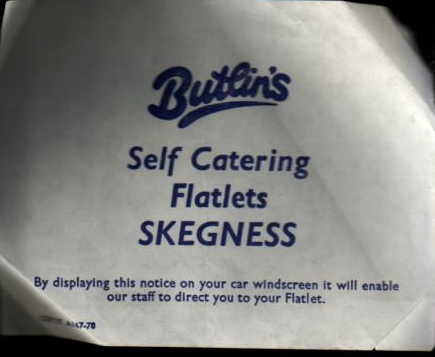 Butlin's
Self Catering
Flatlets
SKEGNESS
By displaying this notice on your car windscreen it will enable
our staff to direct you to your Flatlet.